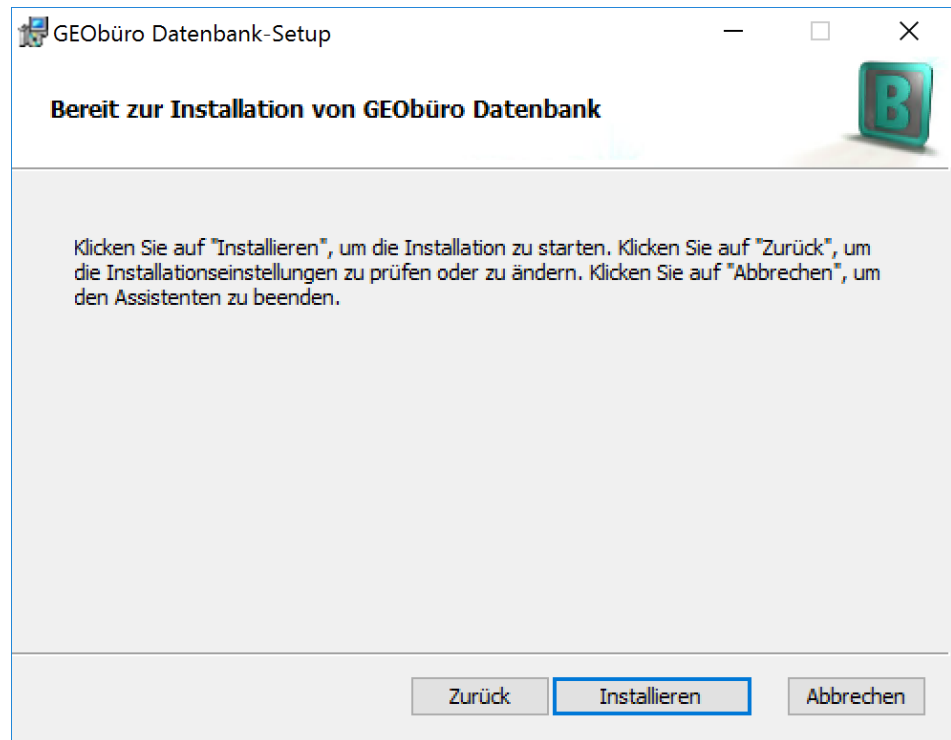 GEObüro Datenbank-Setup
Bereit zur Installation von GEObüro Datenbank
B
Klicken Sie auf "Installieren", um die Installation zu starten. Klicken Sie auf "Zurück", um
die Installationseinstellungen zu prüfen oder zu ändern. Klicken Sie auf "Abbrechen", um
den Assistenten zu beenden.
Zurück Installieren Abbrechen